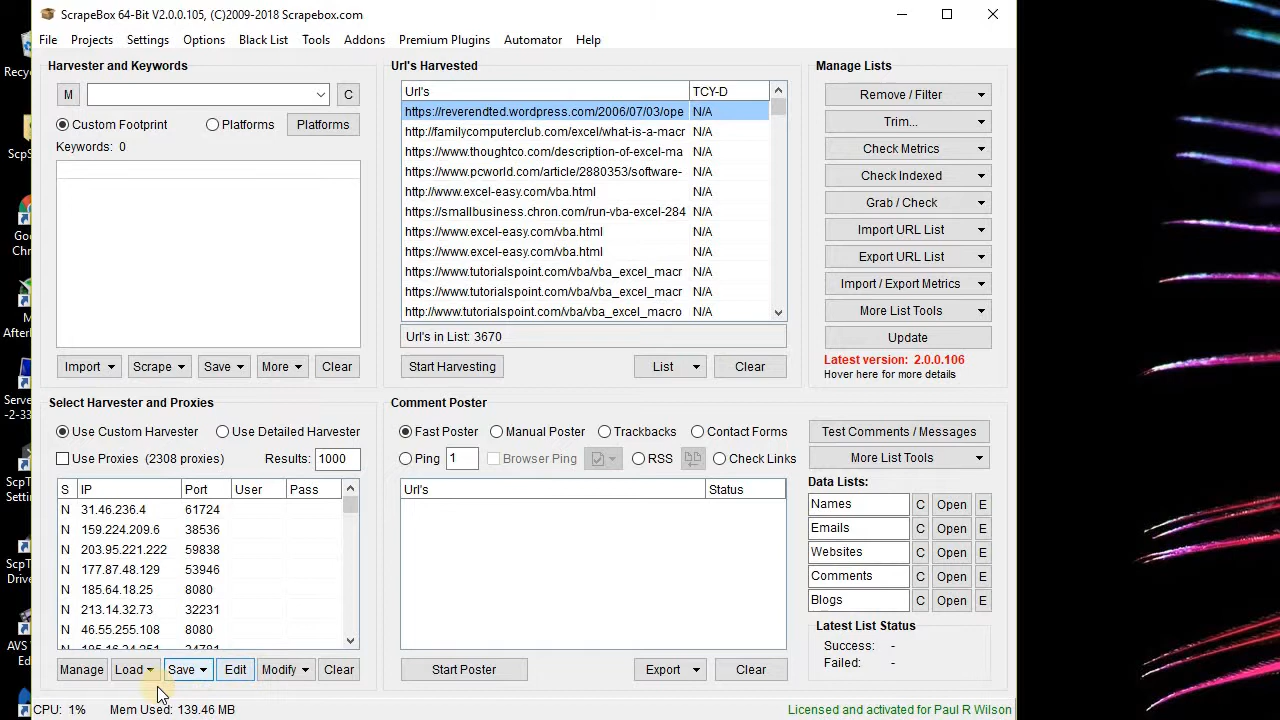 ScrapeBox 64-Bit V2.0.0.105, (C)2009-2018 Scrapebox.com
File Projects Settings Options Black List Tools Addons Premium Plugins Automator Help
Harvester and Keywords
M C
Custom Footprint Platforms Platforms
Keywords: 0
Import Scrape Save More Clear
Url's Harvested
Url's TCY-D
https://reverendted.wordpress.com/2006/07/03/ope N/A
http://familycomputerclub.com/excel/what-is-a-macr N/A
https://www.thoughtco.com/description-of-excel-ma N/A
https://www.pcworld.com/article/2880353/software- N/A
http://www.excel-easy.com/vba.html N/A
https://smallbusiness.chron.com/run-vba-excel-284 N/A
https://www.excel-easy.com/vba.html N/A
https://www.excel-easy.com/vba.html N/A
https://www.tutorialspoint.com/vba/vba_excel_macr N/A
https://www.tutorialspoint.com/vba/vba_excel_macr N/A
http://www.tutorialspoint.com/vba/vba_excel_macro N/A
Url's in List: 3670
Start Harvesting List Clear
Manage Lists
Remove / Filter
Trim...
Check Metrics
Check Indexed
Grab / Check
Import URL List
Export URL List
Import / Export Metrics
More List Tools
Update
Latest version: 2.0.0.106
Hover here for more details
Select Harvester and Proxies
Use Custom Harvester Use Detailed Harvester
Use Proxies (2308 proxies) Results: 1000
S IP Port User Pass
N 31.46.236.4 61724
N 159.224.209.6 38536
N 203.95.221.222 59838
N 177.87.48.129 53946
N 185.64.18.25 8080
N 213.14.32.73 32231
N 46.55.255.108 8080
Manage Load Save Edit Modify Clear
Comment Poster
Fast Poster Manual Poster Trackbacks Contact Forms
Ping 1 Browser Ping RSS Check Links
Url's Status
Start Poster Export Clear
Test Comments / Messages
More List Tools
Data Lists:
Names C Open E
Emails C Open E
Websites C Open E
Comments C Open E
Blogs C Open E
Latest List Status
Success: -
Failed: -
CPU: 1% Mem Used: 139.46 MB Licensed and activated for Paul R Wilson
Recyc
ScpS
Goo
Chr
M
After
Serve
-2-33
ScpT
Settin
ScpT
Drive
AVS
Ed